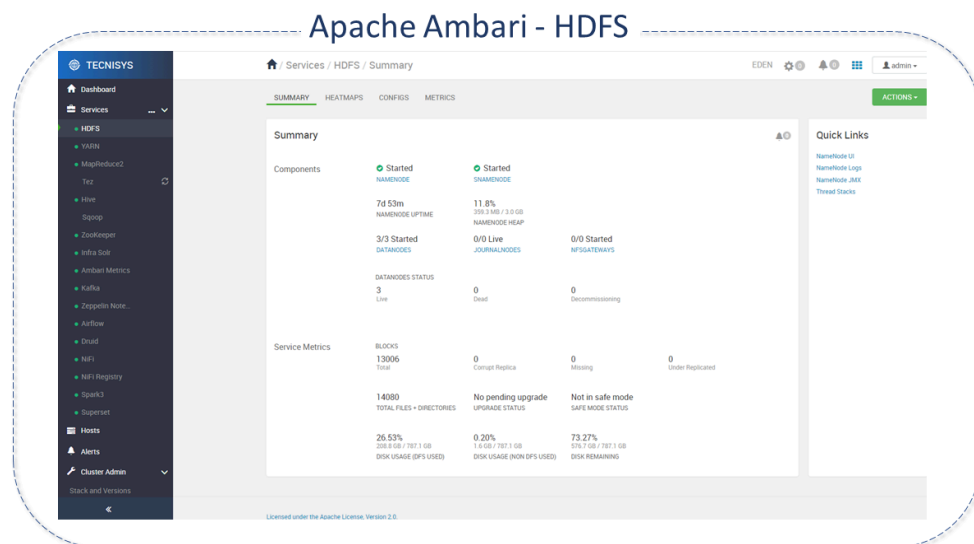 Apache Ambari - HDFS
TECNISYS
/ Services / HDFS / Summary
EDEN
0
0
admin
Dashboard
Services
...
HDFS
YARN
MapReduce2
Tez
Hive
Sqoop
ZooKeeper
Infra Solr
Ambari Metrics
Kafka
Zeppelin Note...
Airflow
Druid
NiFi
NiFi Registry
Spark3
Superset
Hosts
Alerts
Cluster Admin
Stack and Versions
«
SUMMARY HEATMAPS CONFIGS METRICS
ACTIONS
Summary
0
Components
Started Started
NAMENODE SNAMENODE
7d 53m 11.8%
359.3 MB / 3.0 GB
NAMENODE UPTIME NAMENODE HEAP
3/3 Started 0/0 Live 0/0 Started
DATANODES JOURNALNODES NFSGATEWAYS
DATANODES STATUS
3 0 0
Live Dead Decommissioning
Service Metrics
BLOCKS
13006 0 0 0
Total Corrupt Replica Missing Under Replicated
14080 No pending upgrade Not in safe mode
TOTAL FILES + DIRECTORIES UPGRADE STATUS SAFE MODE STATUS
26.53% 0.20% 73.27%
208.8 GB / 787.1 GB 1.6 GB / 787.1 GB 576.7 GB / 787.1 GB
DISK USAGE (DFS USED) DISK USAGE (NON DFS USED) DISK REMAINING
Quick Links
NameNode UI
NameNode Logs
NameNode JMX
Thread Stacks
Licensed under the Apache License, Version 2.0.